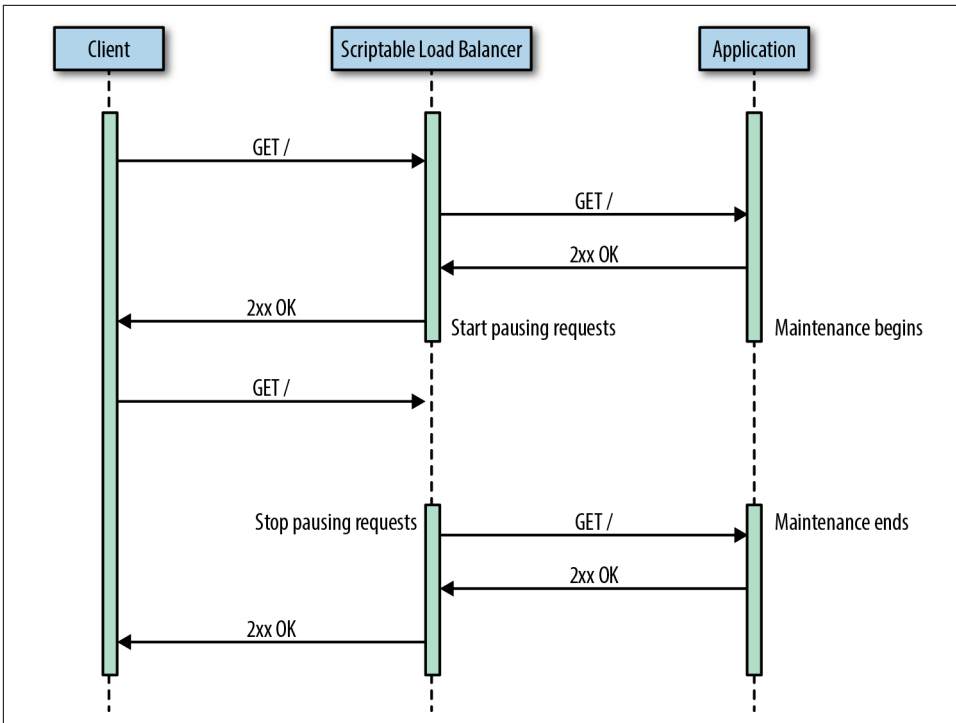 Client
Scriptable Load Balancer
Application
GET /
GET /
2xx OK
2xx OK
Start pausing requests
Maintenance begins
GET /
Stop pausing requests
GET /
Maintenance ends
2xx OK
2xx OK